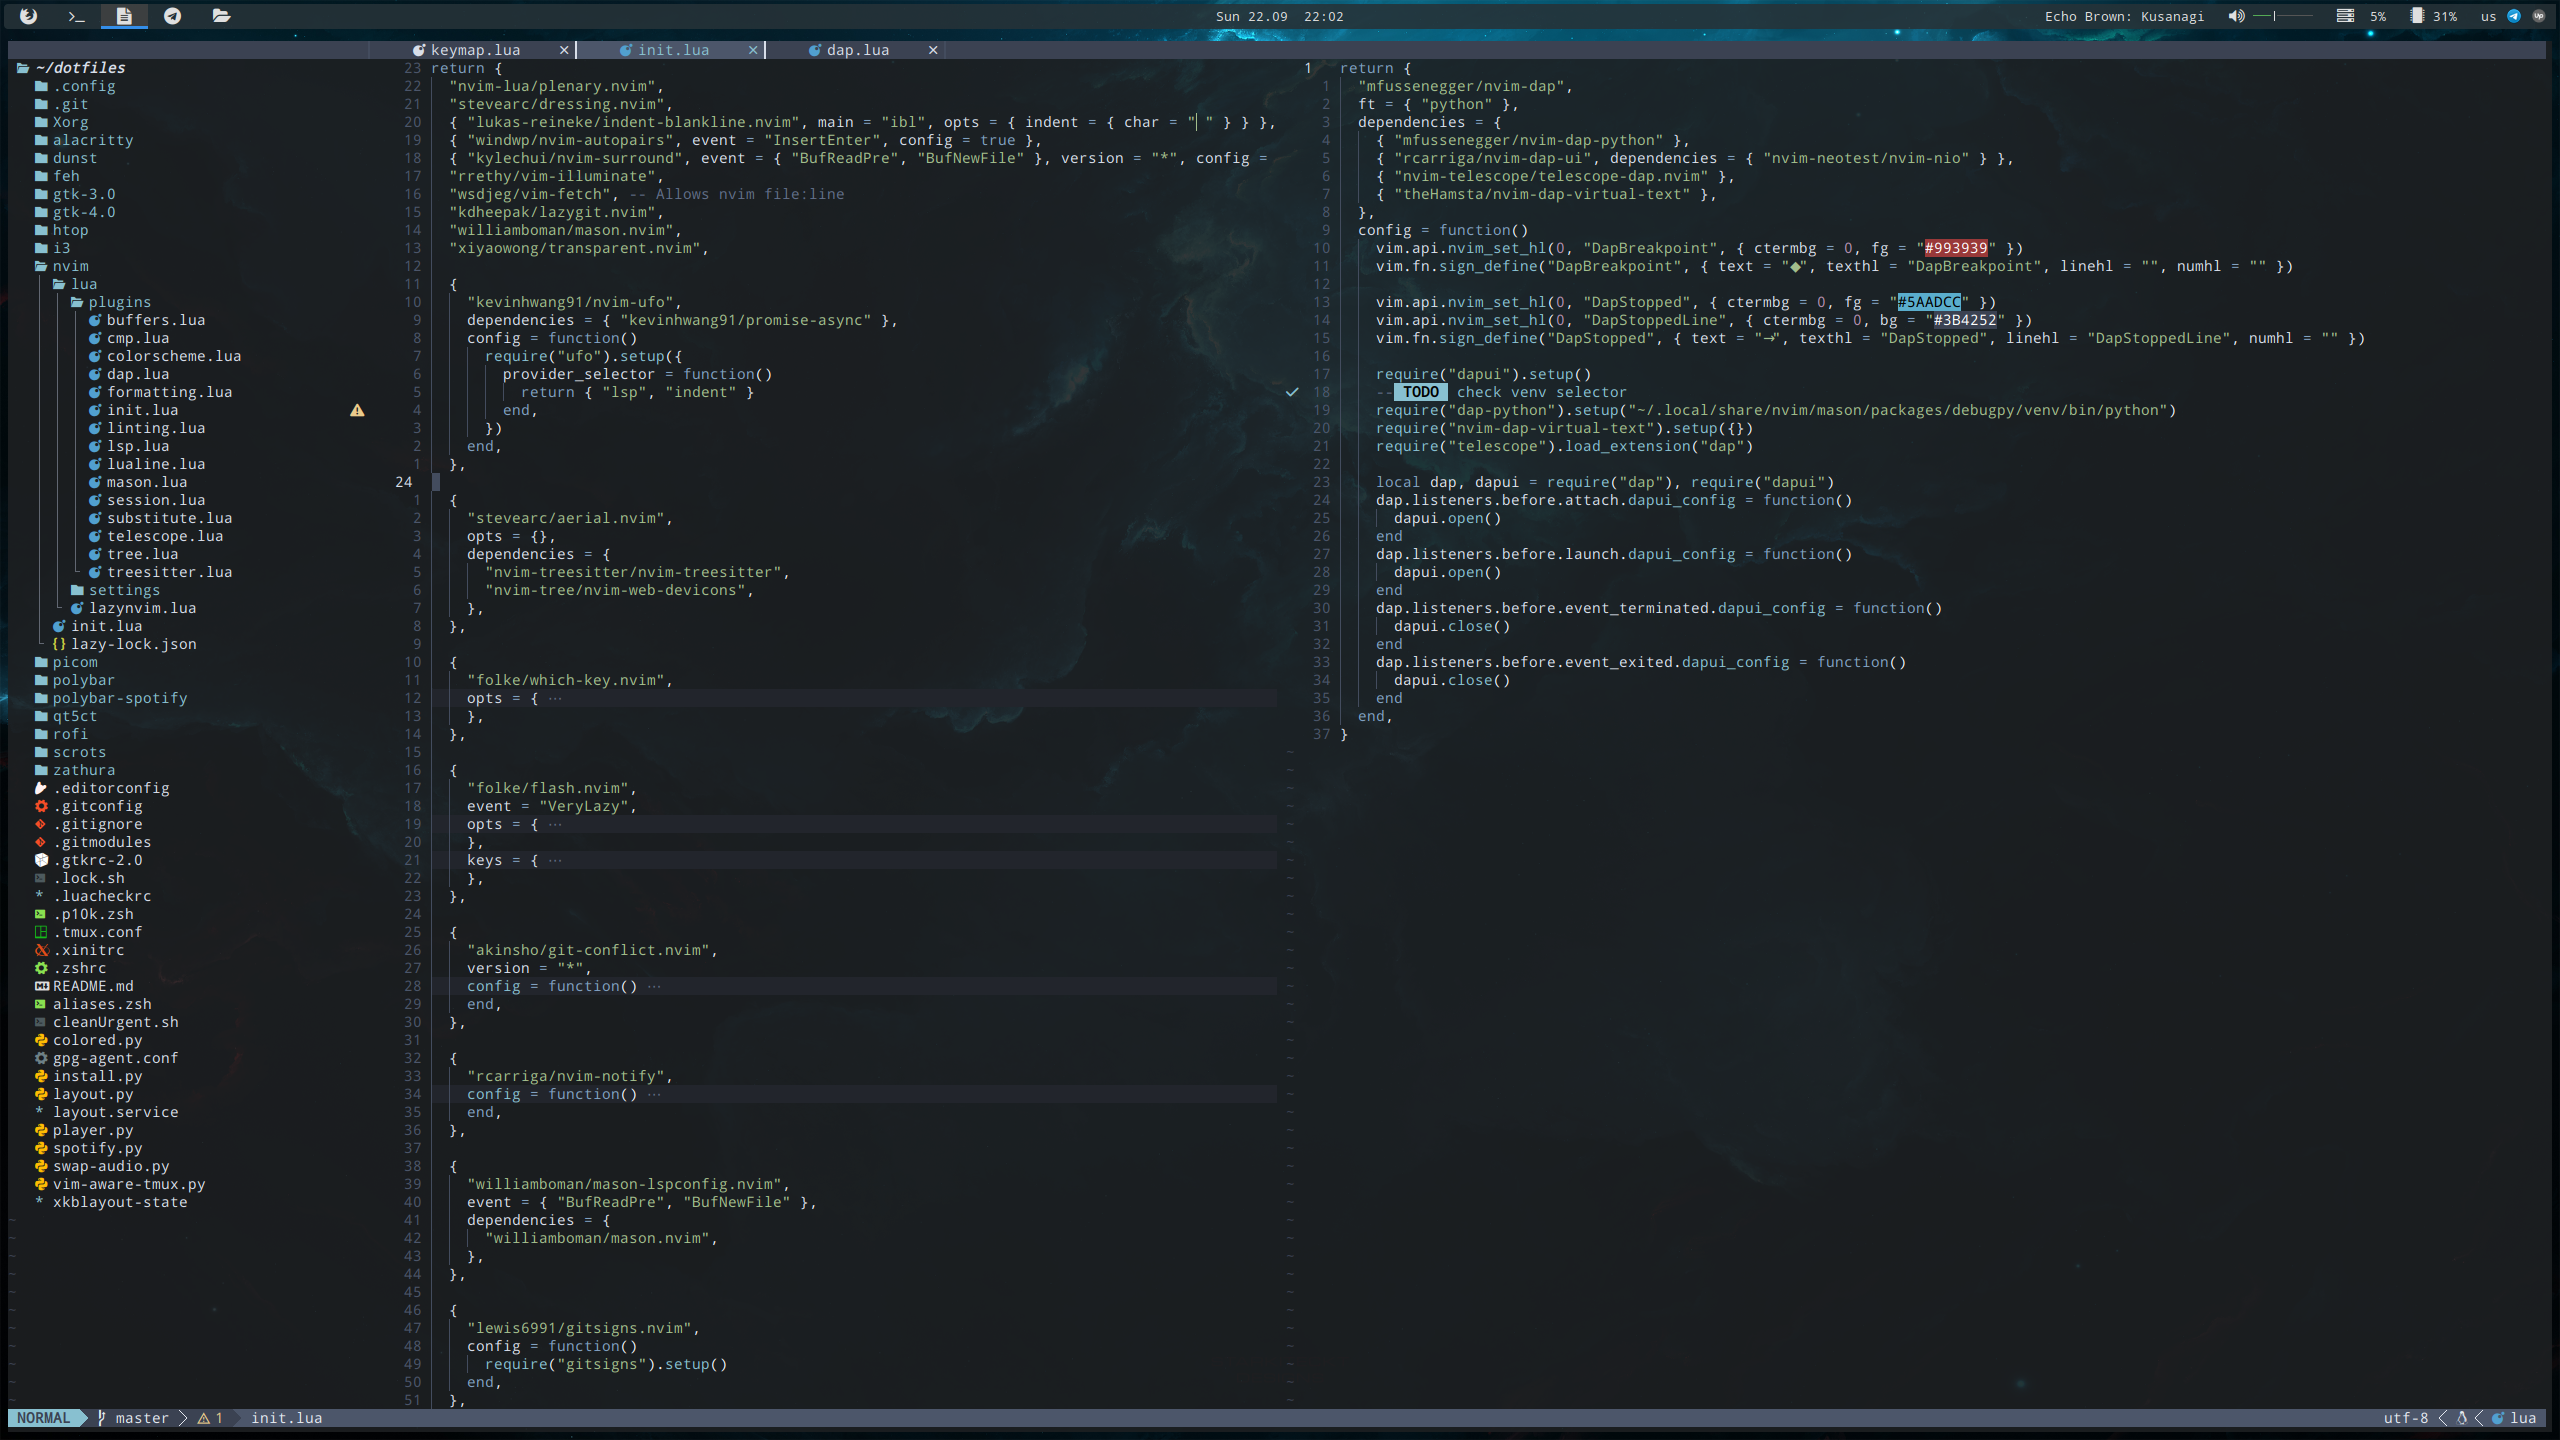 Sun 22.09 22:02
Echo Brown: Kusanagi
5%
31%
us
Up
keymap.lua
init.lua
dap.lua
~/dotfiles
.config
.git
Xorg
alacritty
dunst
feh
gtk-3.0
gtk-4.0
htop
i3
nvim
lua
plugins
buffers.lua
cmp.lua
colorscheme.lua
dap.lua
formatting.lua
init.lua
linting.lua
lsp.lua
lualine.lua
mason.lua
session.lua
substitute.lua
telescope.lua
tree.lua
treesitter.lua
settings
lazynvim.lua
init.lua
{} lazy-lock.json
picom
polybar
polybar-spotify
qt5ct
rofi
scrots
zathura
.editorconfig
.gitconfig
.gitignore
.gitmodules
.gtkrc-2.0
.lock.sh
* .luacheckrc
.p10k.zsh
.tmux.conf
.xinitrc
.zshrc
README.md
aliases.zsh
cleanUrgent.sh
colored.py
gpg-agent.conf
install.py
layout.py
* layout.service
player.py
spotify.py
swap-audio.py
vim-aware-tmux.py
* xkblayout-state
23 return {
22 "nvim-lua/plenary.nvim",
21 "stevearc/dressing.nvim",
20 { "lukas-reineke/indent-blankline.nvim", main = "ibl", opts = { indent = { char = "▏" } } },
19 { "windwp/nvim-autopairs", event = "InsertEnter", config = true },
18 { "kylechui/nvim-surround", event = { "BufReadPre", "BufNewFile" }, version = "*", config =
17 "rrethy/vim-illuminate",
16 "wsdjeg/vim-fetch", -- Allows nvim file:line
15 "kdheepak/lazygit.nvim",
14 "williamboman/mason.nvim",
13 "xiyaowong/transparent.nvim",
12
11 {
10 "kevinhwang91/nvim-ufo",
9 dependencies = { "kevinhwang91/promise-async" },
8 config = function()
7 require("ufo").setup({
6 provider_selector = function()
5 return { "lsp", "indent" }
4 end,
3 })
2 end,
1 },
24
1 {
2 "stevearc/aerial.nvim",
3 opts = {},
4 dependencies = {
5 "nvim-treesitter/nvim-treesitter",
6 "nvim-tree/nvim-web-devicons",
7 },
8 },
9
10 {
11 "folke/which-key.nvim",
12 opts = { ⋯
13 },
14 },
15
16 {
17 "folke/flash.nvim",
18 event = "VeryLazy",
19 opts = { ⋯
20 },
21 keys = { ⋯
22 },
23 },
24
25 {
26 "akinsho/git-conflict.nvim",
27 version = "*",
28 config = function() ⋯
29 end,
30 },
31
32 {
33 "rcarriga/nvim-notify",
34 config = function() ⋯
35 end,
36 },
37
38 {
39 "williamboman/mason-lspconfig.nvim",
40 event = { "BufReadPre", "BufNewFile" },
41 dependencies = {
42 "williamboman/mason.nvim",
43 },
44 },
45
46 {
47 "lewis6991/gitsigns.nvim",
48 config = function()
49 require("gitsigns").setup()
50 end,
51 },
1 return {
1 "mfussenegger/nvim-dap",
2 ft = { "python" },
3 dependencies = {
4 { "mfussenegger/nvim-dap-python" },
5 { "rcarriga/nvim-dap-ui", dependencies = { "nvim-neotest/nvim-nio" } },
6 { "nvim-telescope/telescope-dap.nvim" },
7 { "theHamsta/nvim-dap-virtual-text" },
8 },
9 config = function()
10 vim.api.nvim_set_hl(0, "DapBreakpoint", { ctermbg = 0, fg = "#993939" })
11 vim.fn.sign_define("DapBreakpoint", { text = "◆", texthl = "DapBreakpoint", linehl = "", numhl = "" })
12
13 vim.api.nvim_set_hl(0, "DapStopped", { ctermbg = 0, fg = "#5AADCC" })
14 vim.api.nvim_set_hl(0, "DapStoppedLine", { ctermbg = 0, bg = "#3B4252" })
15 vim.fn.sign_define("DapStopped", { text = "→", texthl = "DapStopped", linehl = "DapStoppedLine", numhl = "" })
16
17 require("dapui").setup()
18 -- TODO check venv selector
19 require("dap-python").setup("~/.local/share/nvim/mason/packages/debugpy/venv/bin/python")
20 require("nvim-dap-virtual-text").setup({})
21 require("telescope").load_extension("dap")
22
23 local dap, dapui = require("dap"), require("dapui")
24 dap.listeners.before.attach.dapui_config = function()
25 dapui.open()
26 end
27 dap.listeners.before.launch.dapui_config = function()
28 dapui.open()
29 end
30 dap.listeners.before.event_terminated.dapui_config = function()
31 dapui.close()
32 end
33 dap.listeners.before.event_exited.dapui_config = function()
34 dapui.close()
35 end
36 end,
37 }
NORMAL master 1 init.lua
utf-8 lua